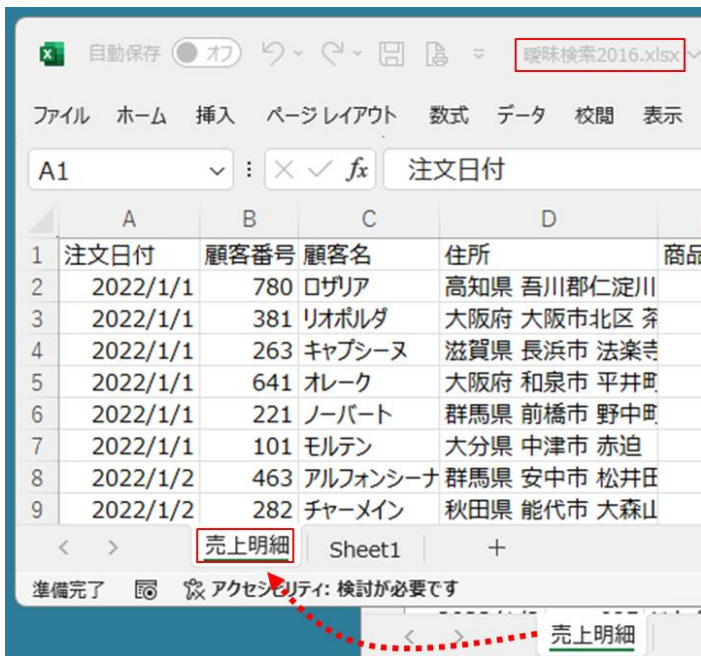 自動保存 オフ 曖昧検索2016.xlsx
ファイル ホーム 挿入 ページ レイアウト 数式 データ 校閲 表示
A1 fx 注文日付
A B C D
1 注文日付 顧客番号 顧客名 住所 商品
2 2022/1/1 780 ロザリア 高知県 吾川郡仁淀川
3 2022/1/1 381 リオポルダ 大阪府 大阪市北区 茶
4 2022/1/1 263 キャプシーヌ 滋賀県 長浜市 法楽寺
5 2022/1/1 641 オレーク 大阪府 和泉市 平井町
6 2022/1/1 221 ノーバート 群馬県 前橋市 野中町
7 2022/1/1 101 モルテン 大分県 中津市 赤迫
8 2022/1/2 463 アルフォンシーナ 群馬県 安中市 松井田
9 2022/1/2 282 チャーメイン 秋田県 能代市 大森山
売上明細 Sheet1
準備完了 アクセシビリティ: 検討が必要です
売上明細